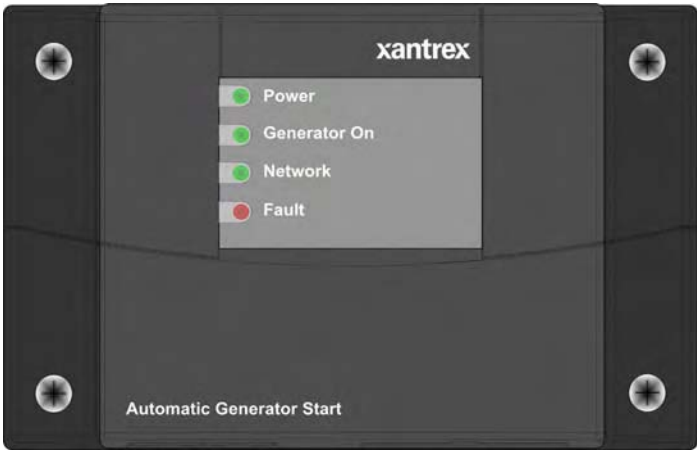 xantrex
Power
Generator On
Network
Fault
Automatic Generator Start